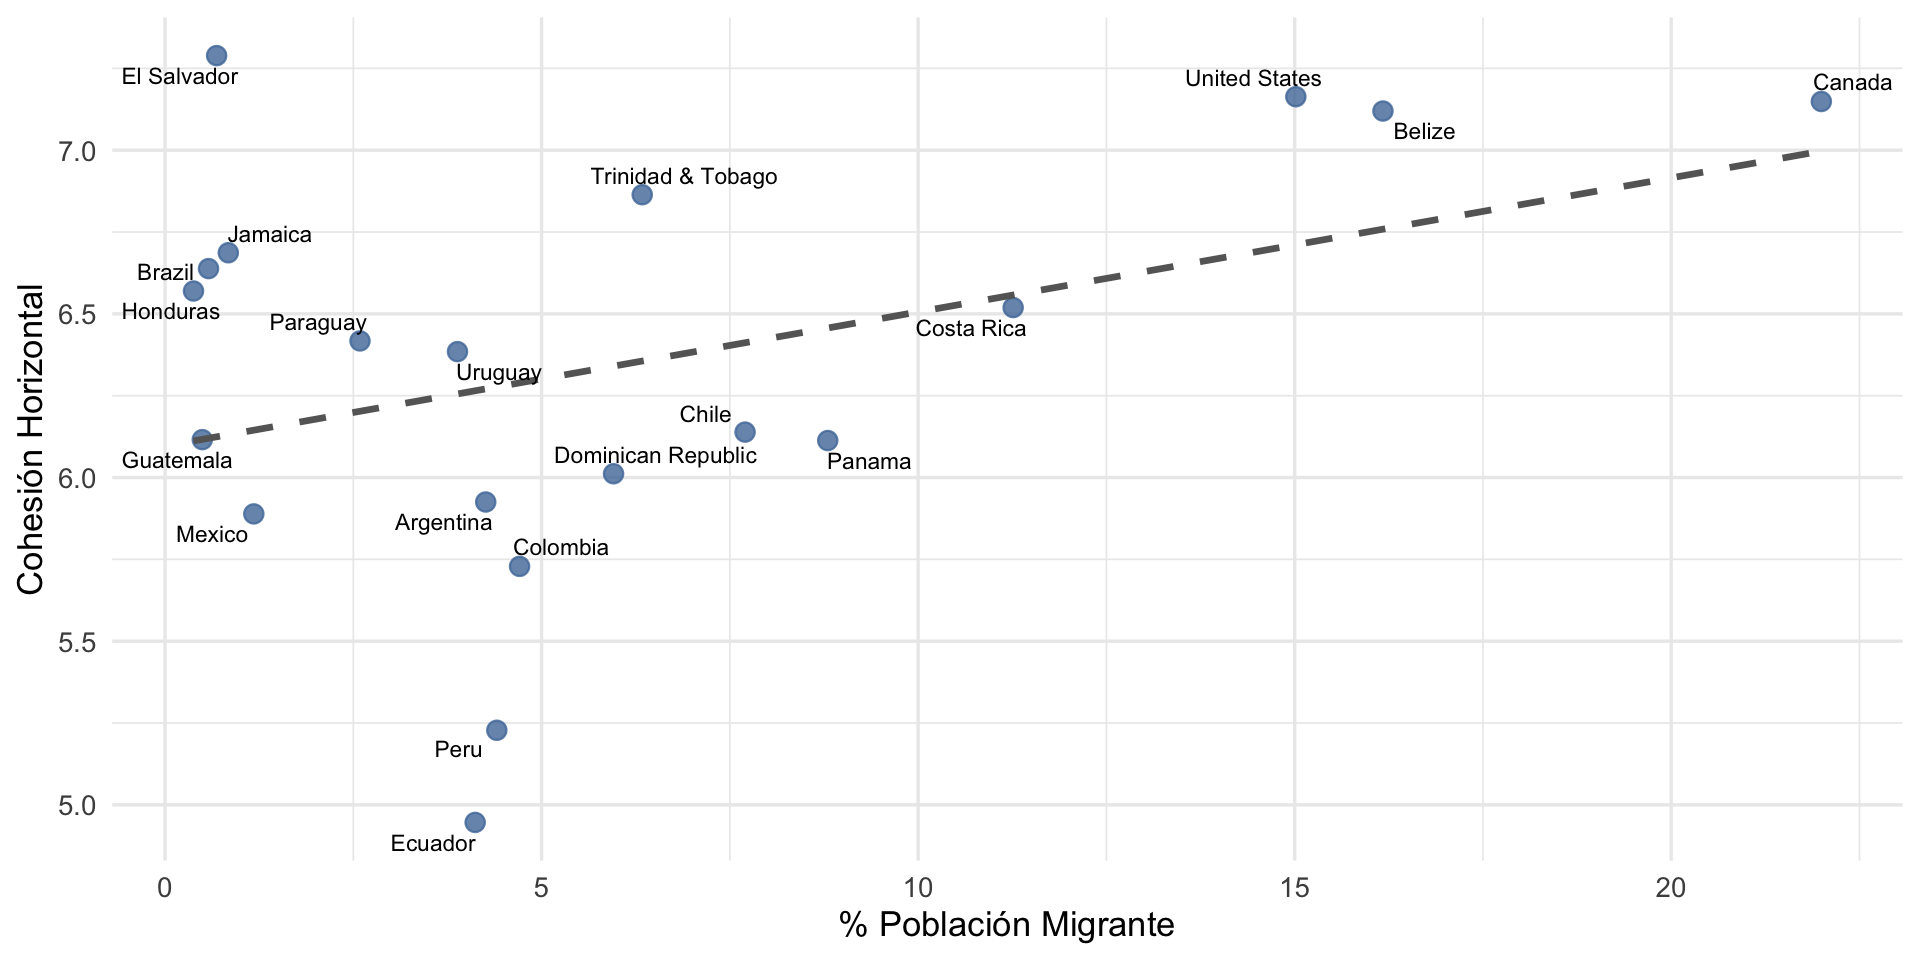 El Salvador
United States
Canada
Belize
7.0
Trinidad & Tobago
Jamaica
Brazil
Honduras
6.5
Paraguay
Costa Rica
Uruguay
Chile
Dominican Republic
Guatemala
Panama
6.0
Argentina
Mexico
Colombia
5.5
Peru
5.0
Ecuador
Cohesión Horizontal
0
5
10
15
20
% Población Migrante